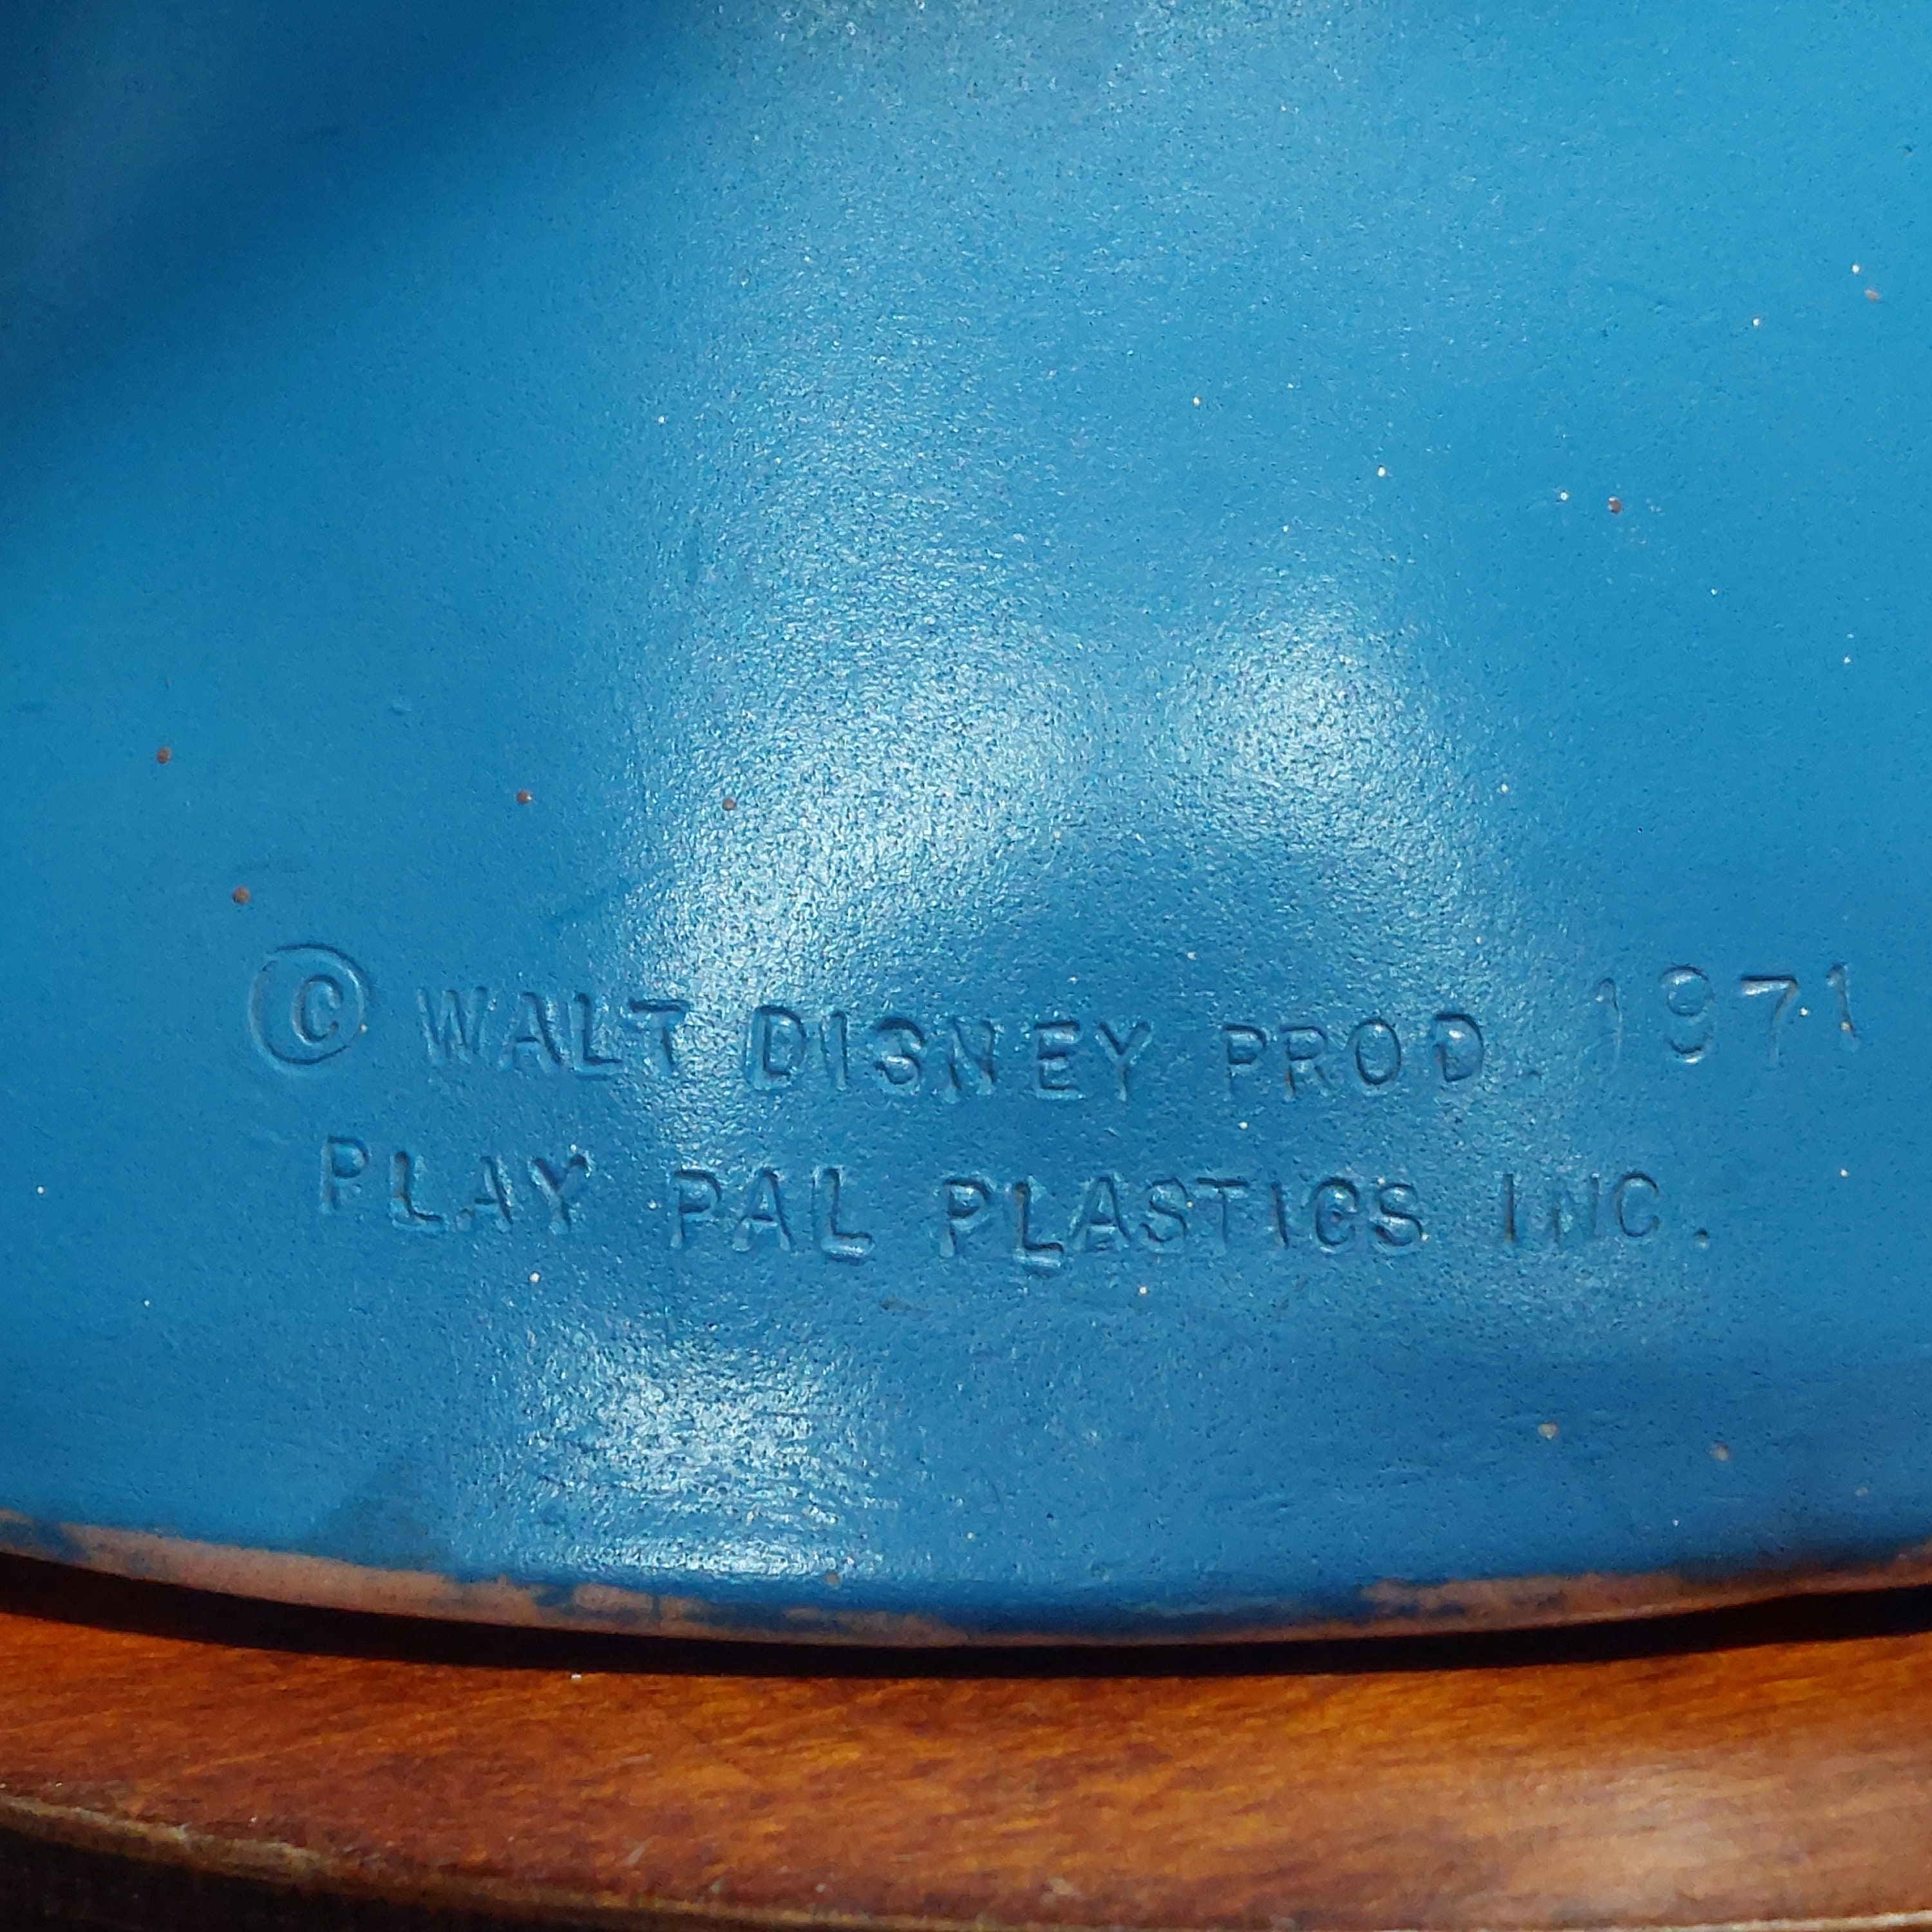 © WALT DISNEY PROD. 1971
PLAY PAL PLASTICS INC.